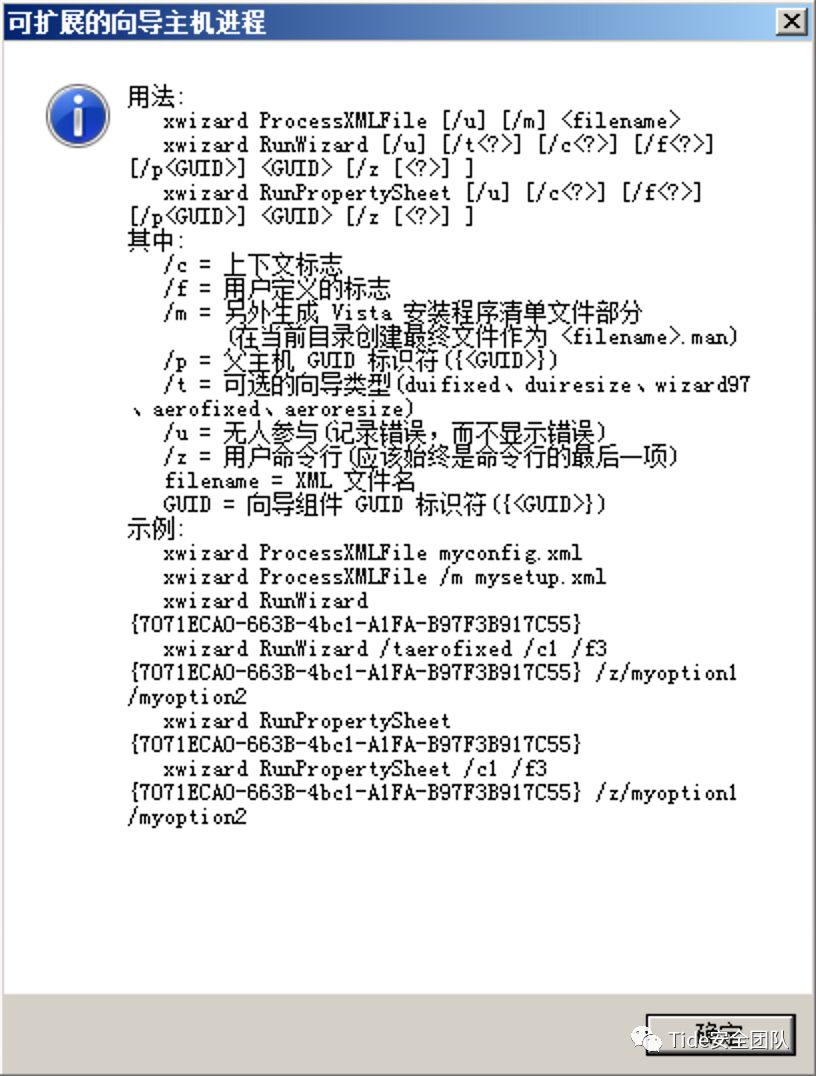 可扩展的向导主机进程
用法:
xwizard ProcessXMLFile [/u] [/m] <filename>
xwizard RunWizard [/u] [/t<?>] [/c<?>] [/f<?>]
[/p<GUID>] <GUID> [/z [<?>] ]
xwizard RunPropertySheet [/u] [/c<?>] [/f<?>]
[/p<GUID>] <GUID> [/z [<?>] ]
其中:
/c = 上下文标志
/f = 用户定义的标志
/m = 另外生成 Vista 安装程序清单文件部分
(在当前目录创建最终文件作为 <filename>.man)
/p = 父主机 GUID 标识符({<GUID>})
/t = 可选的向导类型(duifixed、duiresize、wizard97
、aerofixed、aeroresize)
/u = 无人参与(记录错误，而不显示错误)
/z = 用户命令行(应该始终是命令行的最后一项)
filename = XML 文件名
GUID = 向导组件 GUID 标识符({<GUID>})
示例:
xwizard ProcessXMLFile myconfig.xml
xwizard ProcessXMLFile /m mysetup.xml
xwizard RunWizard
{7071ECA0-663B-4bc1-A1FA-B97F3B917C55}
xwizard RunWizard /taerofixed /c1 /f3
{7071ECA0-663B-4bc1-A1FA-B97F3B917C55} /z/myoption1
/myoption2
xwizard RunPropertySheet
{7071ECA0-663B-4bc1-A1FA-B97F3B917C55}
xwizard RunPropertySheet /c1 /f3
{7071ECA0-663B-4bc1-A1FA-B97F3B917C55} /z/myoption1
/myoption2
确定
Tide安全团队